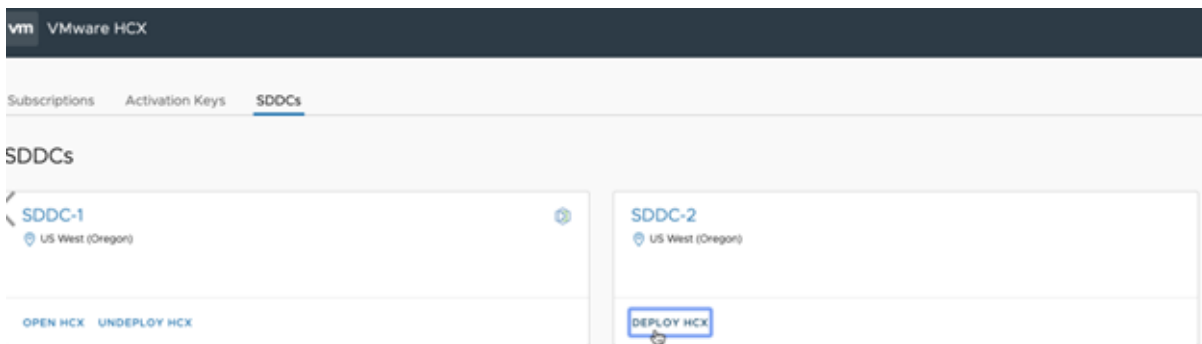 vm VMware HCX
Subscriptions Activation Keys SDDCs
SDDCs
SDDC-1
US West (Oregon)
OPEN HCX UNDEPLOY HCX
SDDC-2
US West (Oregon)
DEPLOY HCX